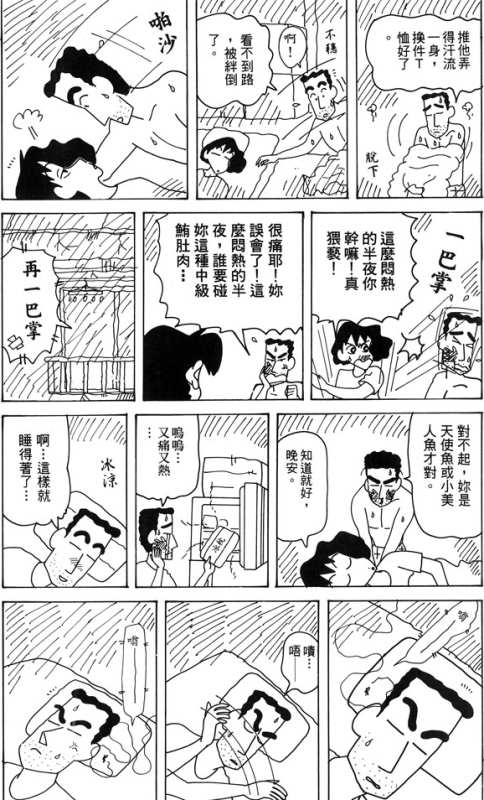 推他弄
得汗流
一身,
換件T
恤好了
。
脫下
不穩
啊!
看不到路
,被絆倒
了。
啪沙
一巴掌
這麼悶熱
的半夜你
幹嘛!真
猥褻!
很痛耶!妳
誤會了!這
麼悶熱的半
夜,誰要碰
妳這種中級
鮪肚肉…
再一巴掌
對不起,妳是
天使魚或小美
人魚才對。
知道就好,
晚安。
嗚嗚…
又痛又熱
冰枕
冰涼
啊…這樣就
睡得著了…
嗡
嘖…
唔
嗡